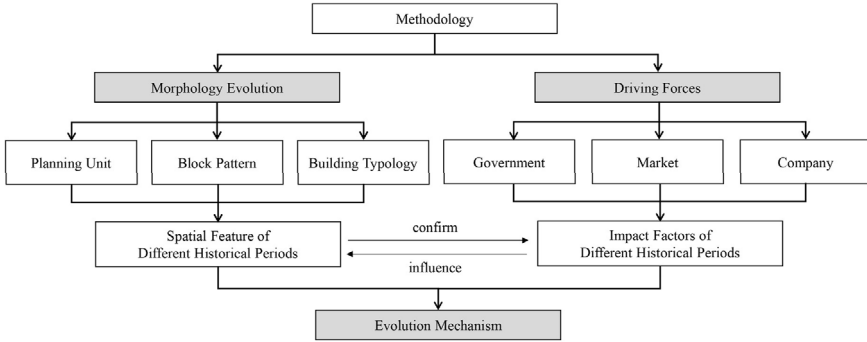 Methodology
Morphology Evolution
Driving Forces
Planning Unit
Block Pattern
Building Typology
Government
Market
Company
Spatial Feature of
Different Historical Periods
confirm
influence
Impact Factors of
Different Historical Periods
Evolution Mechanism